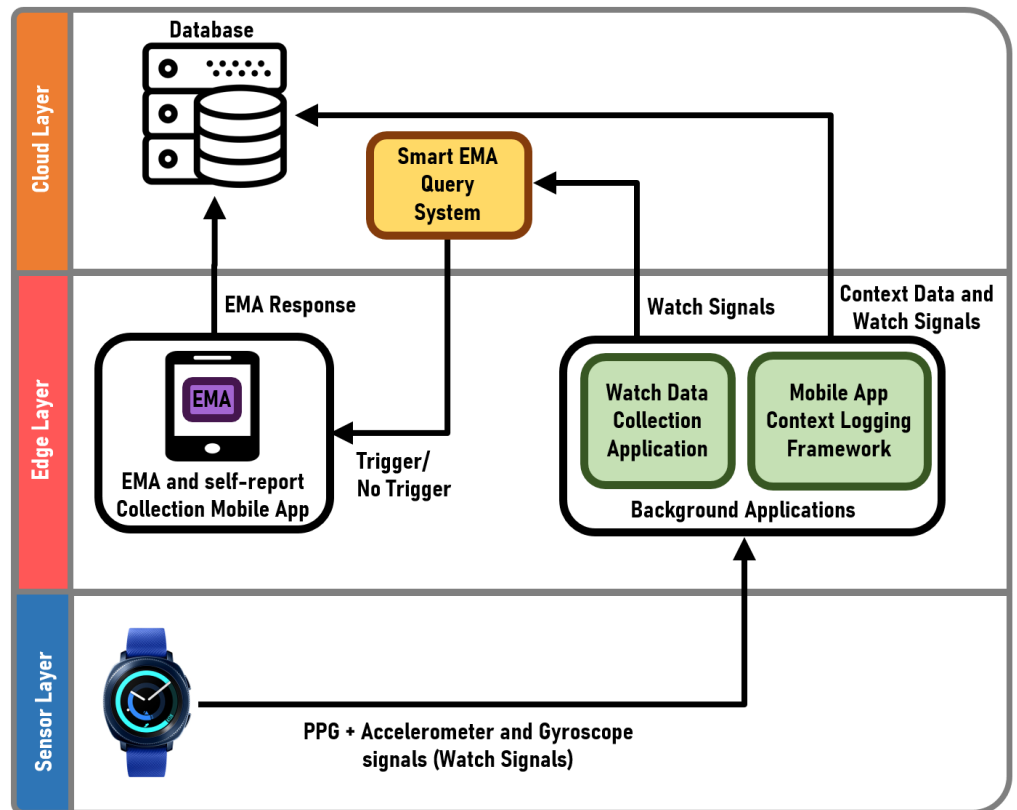 Cloud Layer
Database
Smart EMA
Query
System
Edge Layer
EMA Response
Watch Signals
Context Data and
Watch Signals
EMA
EMA and self-report
Collection Mobile App
Trigger/
No Trigger
Watch Data
Collection
Application
Mobile App
Context Logging
Framework
Background Applications
Sensor Layer
PPG + Accelerometer and Gyroscope
signals (Watch Signals)